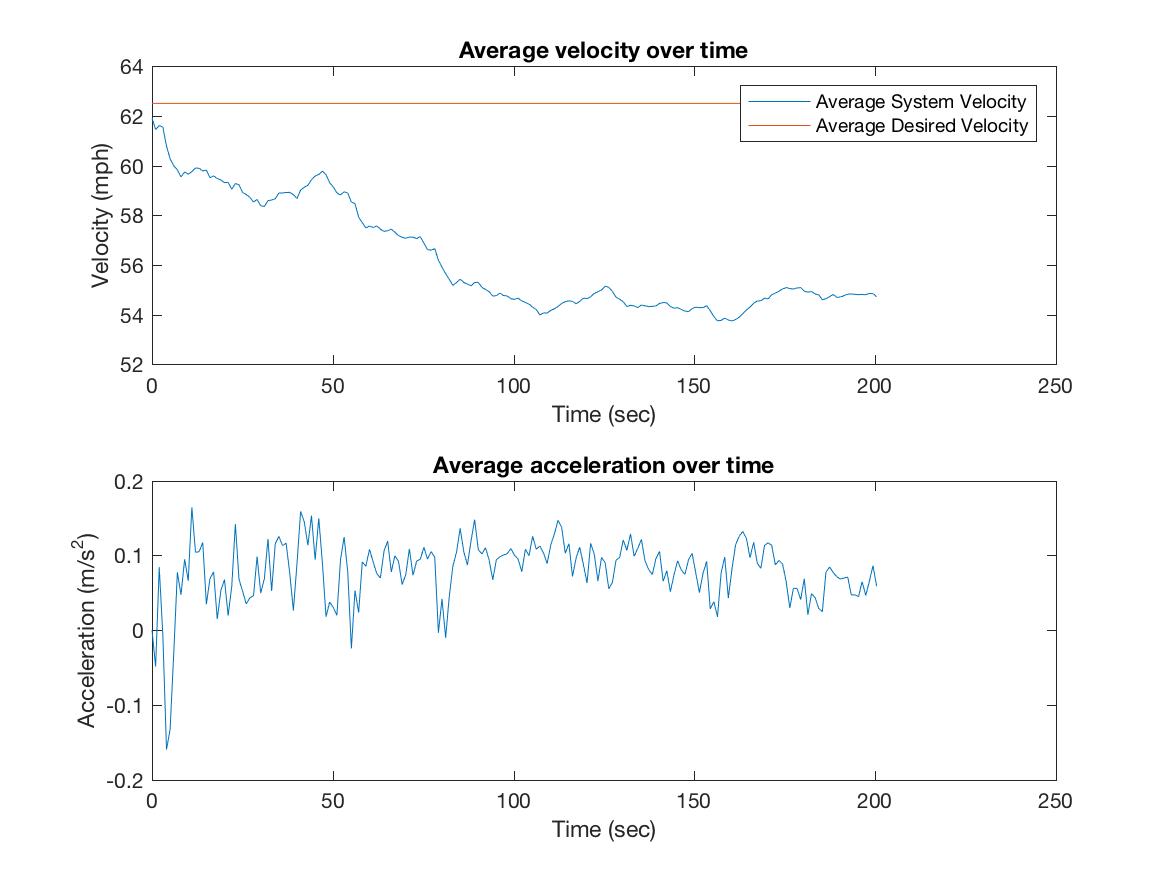 Average velocity over time
64
62
60
58
56
54
52
Velocity (mph)
Average System Velocity
Average Desired Velocity
0 50 100 150 200 250
Time (sec)
Average acceleration over time
0.2
0.1
0
-0.1
-0.2
Acceleration (m/s²)
0 50 100 150 200 250
Time (sec)